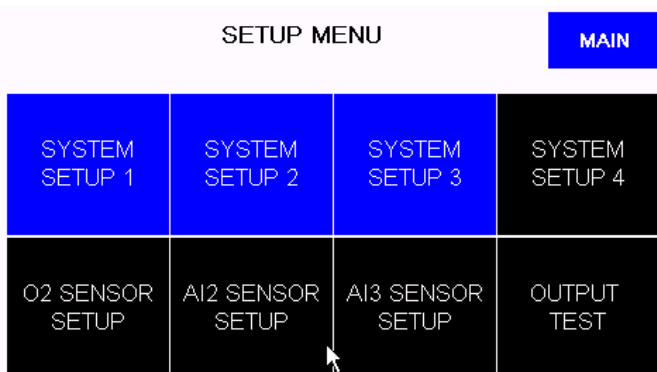 SETUP MENU
MAIN
SYSTEM
SETUP 1
SYSTEM
SETUP 2
SYSTEM
SETUP 3
SYSTEM
SETUP 4
O2 SENSOR
SETUP
AI2 SENSOR
SETUP
AI3 SENSOR
SETUP
OUTPUT
TEST